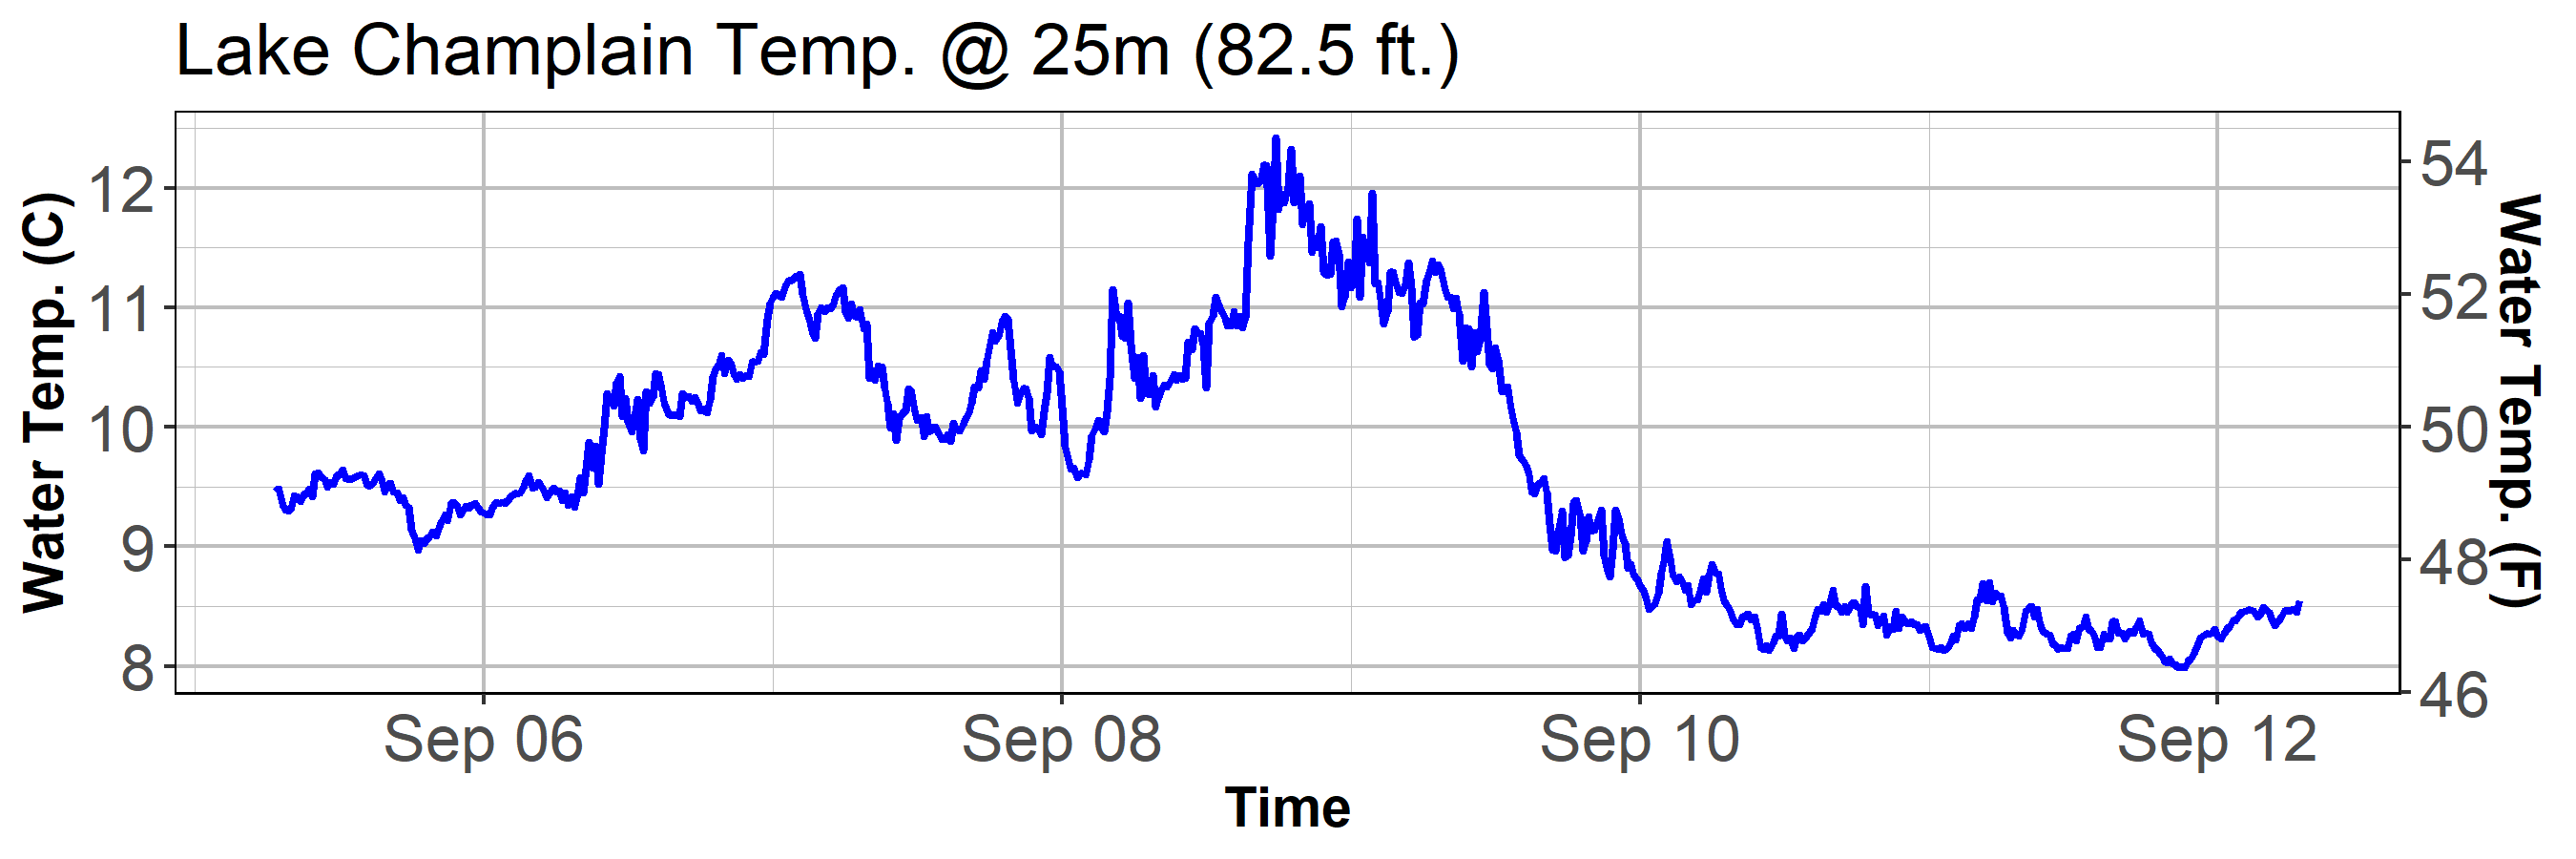 Lake Champlain Temp. @ 25m (82.5 ft.)
Water Temp. (C)
12
11
10
9
8
54
52
50
48
46
Water Temp. (F)
Sep 06
Sep 08
Sep 10
Sep 12
Time